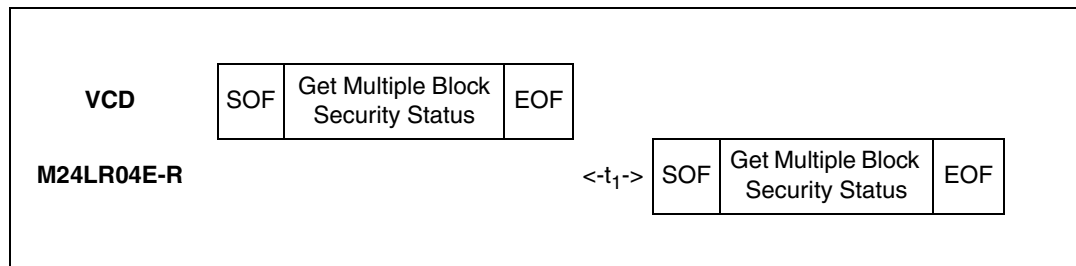 VCD SOF Get Multiple Block Security Status EOF
M24LR04E-R <-t1-> SOF Get Multiple Block Security Status EOF